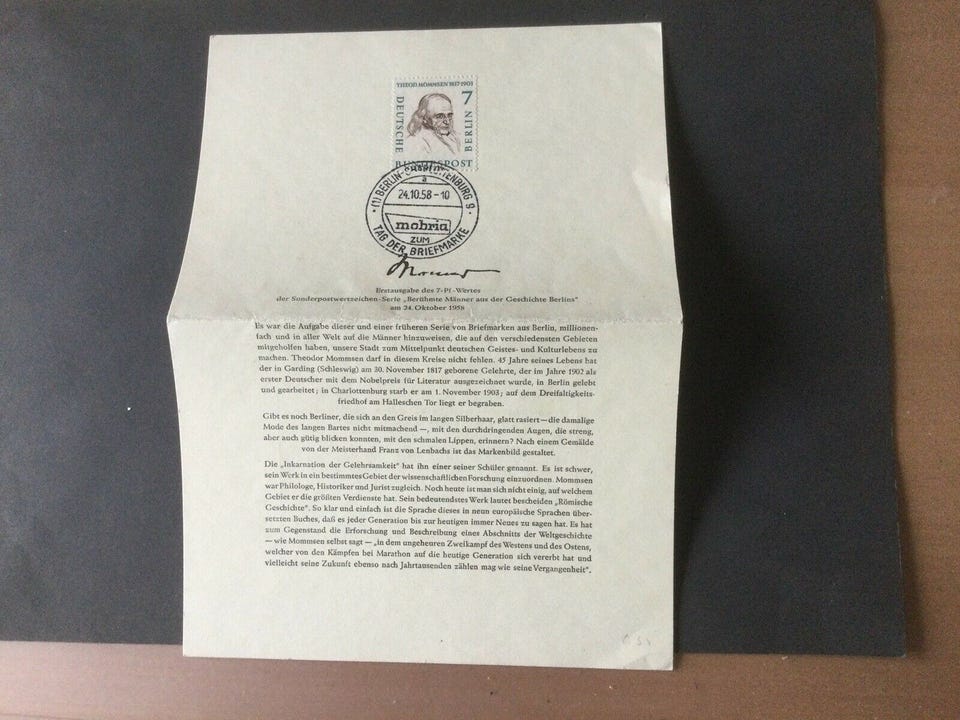 THEOD MOMMSEN 1817-1903
DEUTSCHE
7
BERLIN
BUNDESPOST
(1) BERLIN-CHARLOTTENBURG 9
a
24.10.58-10
mobria
ZUM
TAG DER BRIEFMARKE
Mommsen
Erstausgabe des 7-Pf-Wertes
der Sonderpostwertzeichen-Serie „Berühmte Männer aus der Geschichte Berlins"
am 24. Oktober 1958
Es war die Aufgabe dieser und einer früheren Serie von Briefmarken aus Berlin, millionen-
fach und in aller Welt auf die Männer hinzuweisen, die auf den verschiedensten Gebieten
mitgeholfen haben, unsere Stadt zum Mittelpunkt deutschen Geistes- und Kulturlebens zu
machen. Theodor Mommsen darf in diesem Kreise nicht fehlen. 45 Jahre seines Lebens hat
der in Garding (Schleswig) am 30. November 1817 geborene Gelehrte, der im Jahre 1902 als
erster Deutscher mit dem Nobelpreis für Literatur ausgezeichnet wurde, in Berlin gelebt
und gearbeitet; in Charlottenburg starb er am 1. November 1903; auf dem Dreifaltigkeits-
friedhof am Halleschen Tor liegt er begraben.
Gibt es noch Berliner, die sich an den Greis im langen Silberhaar, glatt rasiert — die damalige
Mode des langen Bartes nicht mitmachend —, mit den durchdringenden Augen, die streng,
aber auch gütig blicken konnten, mit den schmalen Lippen, erinnern? Nach einem Gemälde
von der Meisterhand Franz von Lenbachs ist das Markenbild gestaltet.
Die „Inkarnation der Gelehrsamkeit" hat ihn einer seiner Schüler genannt. Es ist schwer,
sein Werk in ein bestimmtes Gebiet der wissenschaftlichen Forschung einzuordnen. Mommsen
war Philologe, Historiker und Jurist zugleich. Noch heute ist man sich nicht einig, auf welchem
Gebiet er die größten Verdienste hat. Sein bedeutendstes Werk lautet bescheiden „Römische
Geschichte". So klar und einfach ist die Sprache dieses in neun europäische Sprachen über-
setzten Buches, daß es jeder Generation bis zur heutigen immer Neues zu sagen hat. Es hat
zum Gegenstand die Erforschung und Beschreibung eines Abschnitts der Weltgeschichte
— wie Mommsen selbst sagt — „in dem ungeheuren Zweikampf des Westens und des Ostens,
welcher von den Kämpfen bei Marathon auf die heutige Generation sich vererbt hat und
vielleicht seine Zukunft ebenso nach Jahrtausenden zählen mag wie seine Vergangenheit".